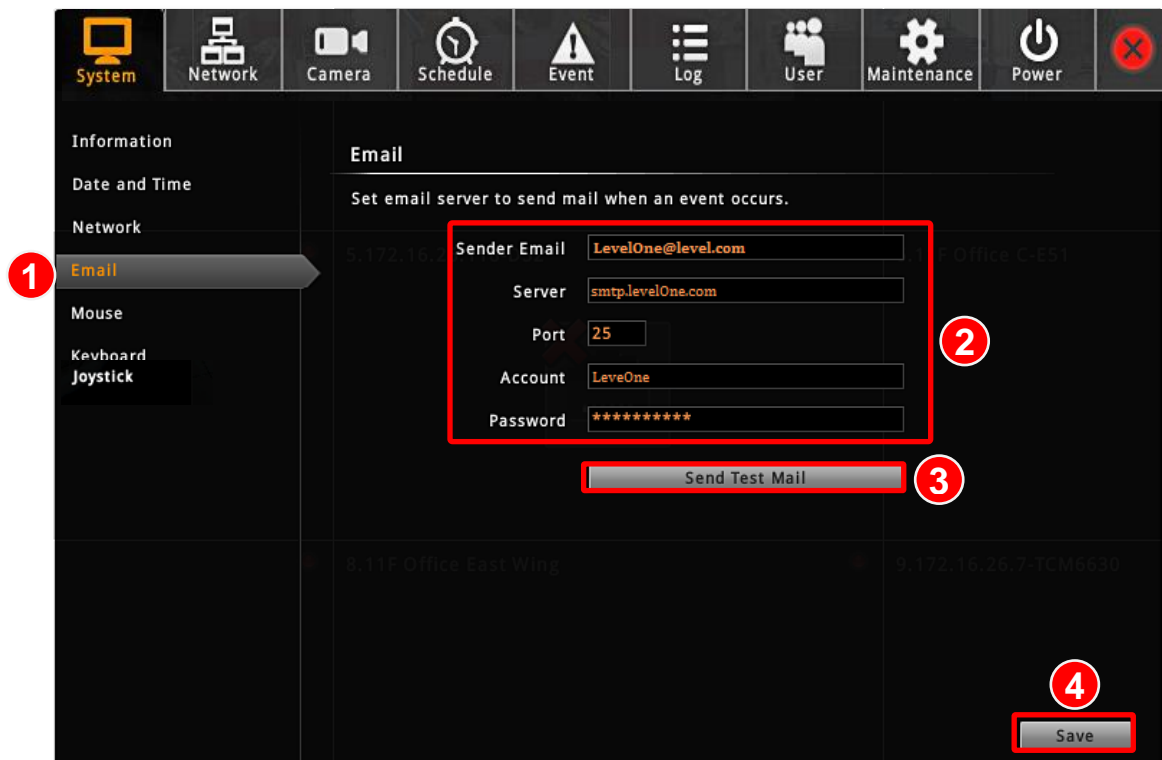 System Network Camera Schedule Event Log User Maintenance Power
Information
Date and Time
Network
1
Email
Mouse
Keyboard
Joystick
Email
Set email server to send mail when an event occurs.
Sender Email LevelOne@level.com
Server smtp.levelOne.com
Port 25
2
Account LeveOne
Password **********
Send Test Mail
3
8.11F Office East Wing
9.172.16.26.7-TCM6630
4
Save